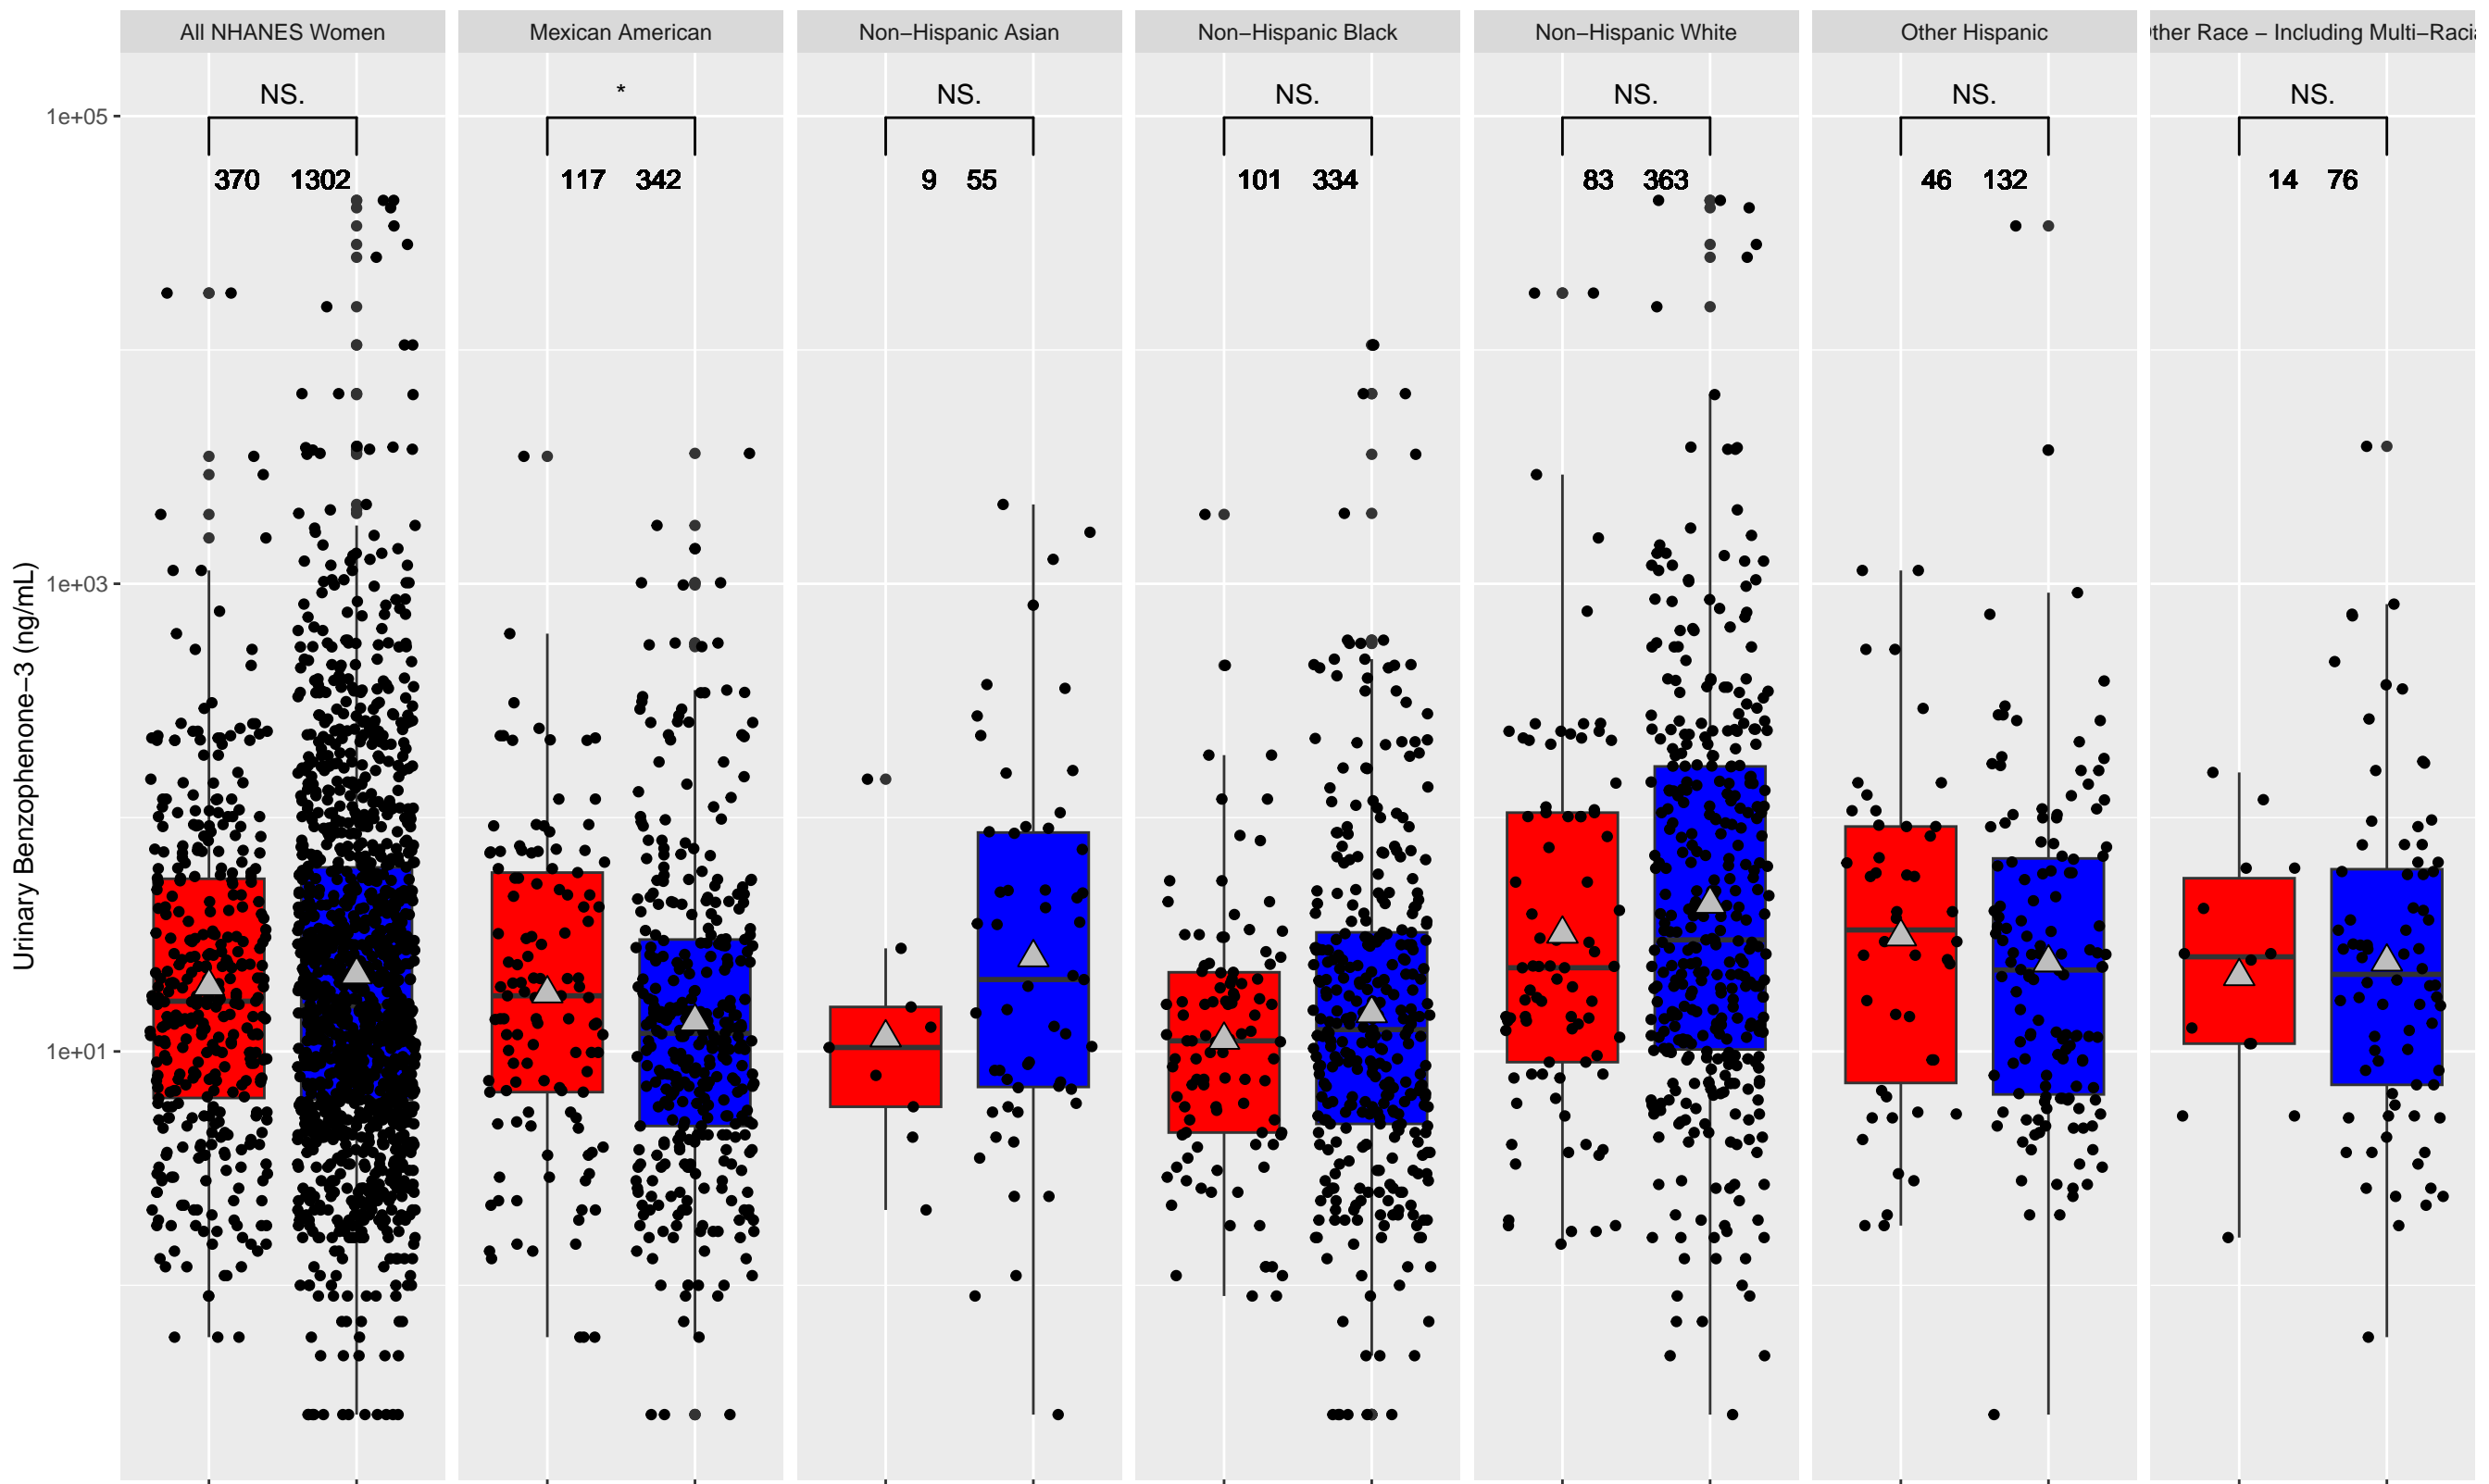 All NHANES Women
Mexican American
Non−Hispanic Asian
Non−Hispanic Black
Non−Hispanic White
Other Hispanic
ther Race − Including Multi−Racia
NS.
*
NS.
NS.
NS.
NS.
NS.
1e+05
370 1302
117 342
9 55
101 334
83 363
46 132
14 76
1e+03
Urinary Benzophenone−3 (ng/mL)
1e+01